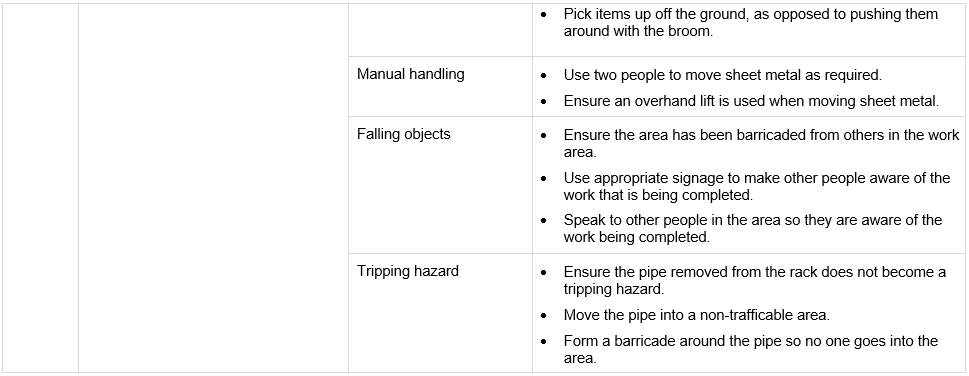 • Pick items up off the ground, as opposed to pushing them
around with the broom.
Manual handling
• Use two people to move sheet metal as required.
• Ensure an overhand lift is used when moving sheet metal.
Falling objects
• Ensure the area has been barricaded from others in the work
area.
• Use appropriate signage to make other people aware of the
work that is being completed.
• Speak to other people in the area so they are aware of the
work being completed.
Tripping hazard
• Ensure the pipe removed from the rack does not become a
tripping hazard.
• Move the pipe into a non-trafficable area.
• Form a barricade around the pipe so no one goes into the
area.